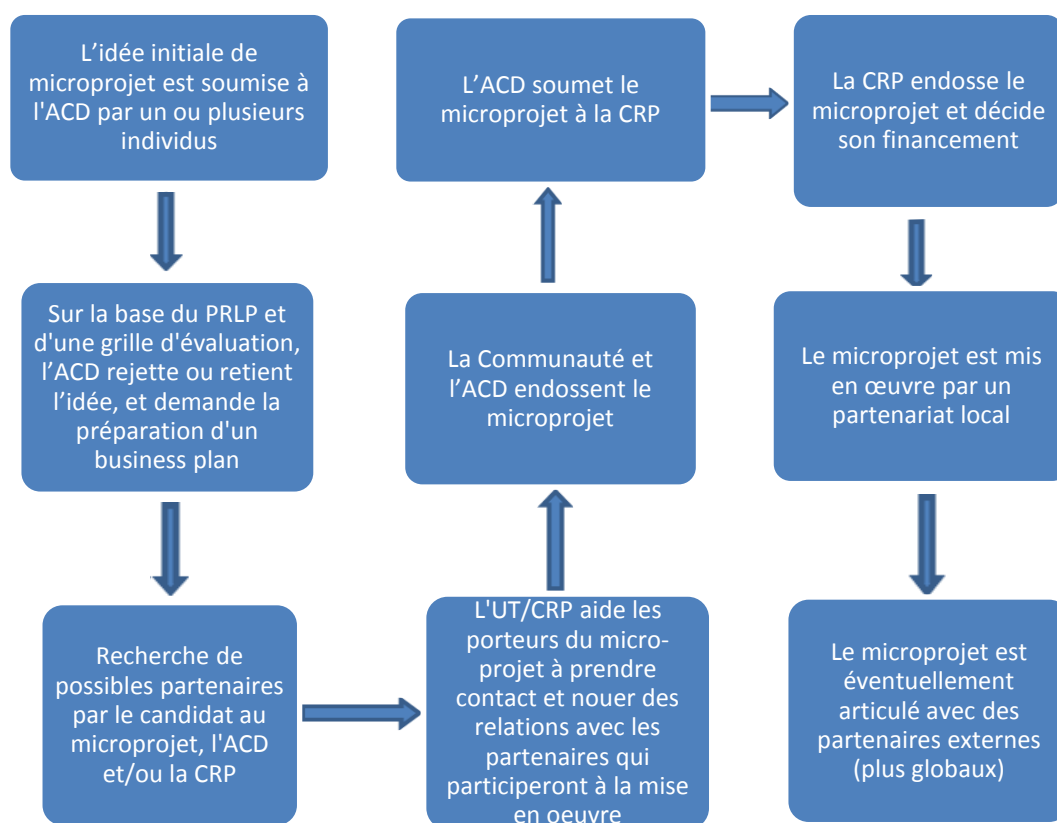 L'idée initiale de
microprojet est soumise à
l'ACD par un ou plusieurs
individus
Sur la base du PRLP et
d'une grille d'évaluation,
l'ACD rejette ou retient
l'idée, et demande la
préparation d'un
business plan
Recherche de
possibles partenaires
par le candidat au
microprojet, l'ACD
et/ou la CRP
L'UT/CRP aide les
porteurs du micro-
projet à prendre
contact et nouer des
relations avec les
partenaires qui
participeront à la mise
en oeuvre
La Communauté et
l'ACD endossent le
microprojet
L'ACD soumet le
microprojet à la CRP
La CRP endosse le
microprojet et décide
son financement
Le microprojet est mis
en œuvre par un
partenariat local
Le microprojet est
éventuellement
articulé avec des
partenaires externes
(plus globaux)